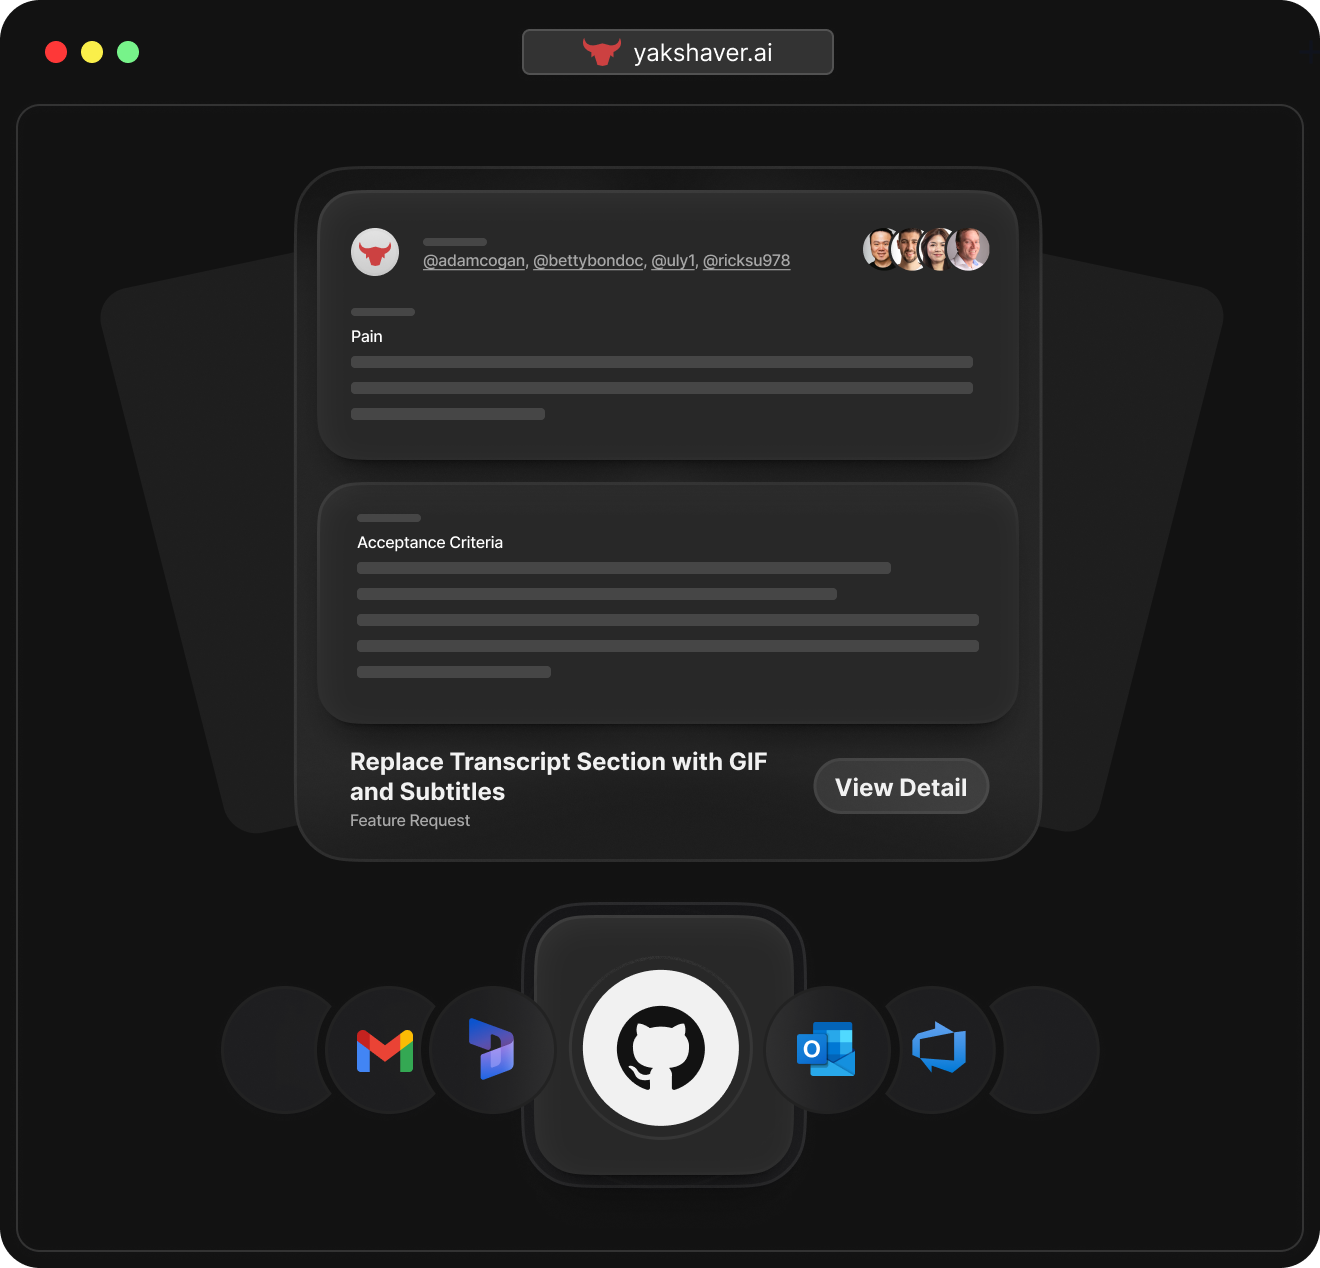 yakshaver.ai
@adamcogan, @bettybondoc, @uly1, @ricksu978
Pain
Acceptance Criteria
Replace Transcript Section with GIF
and Subtitles
Feature Request
View Detail
O